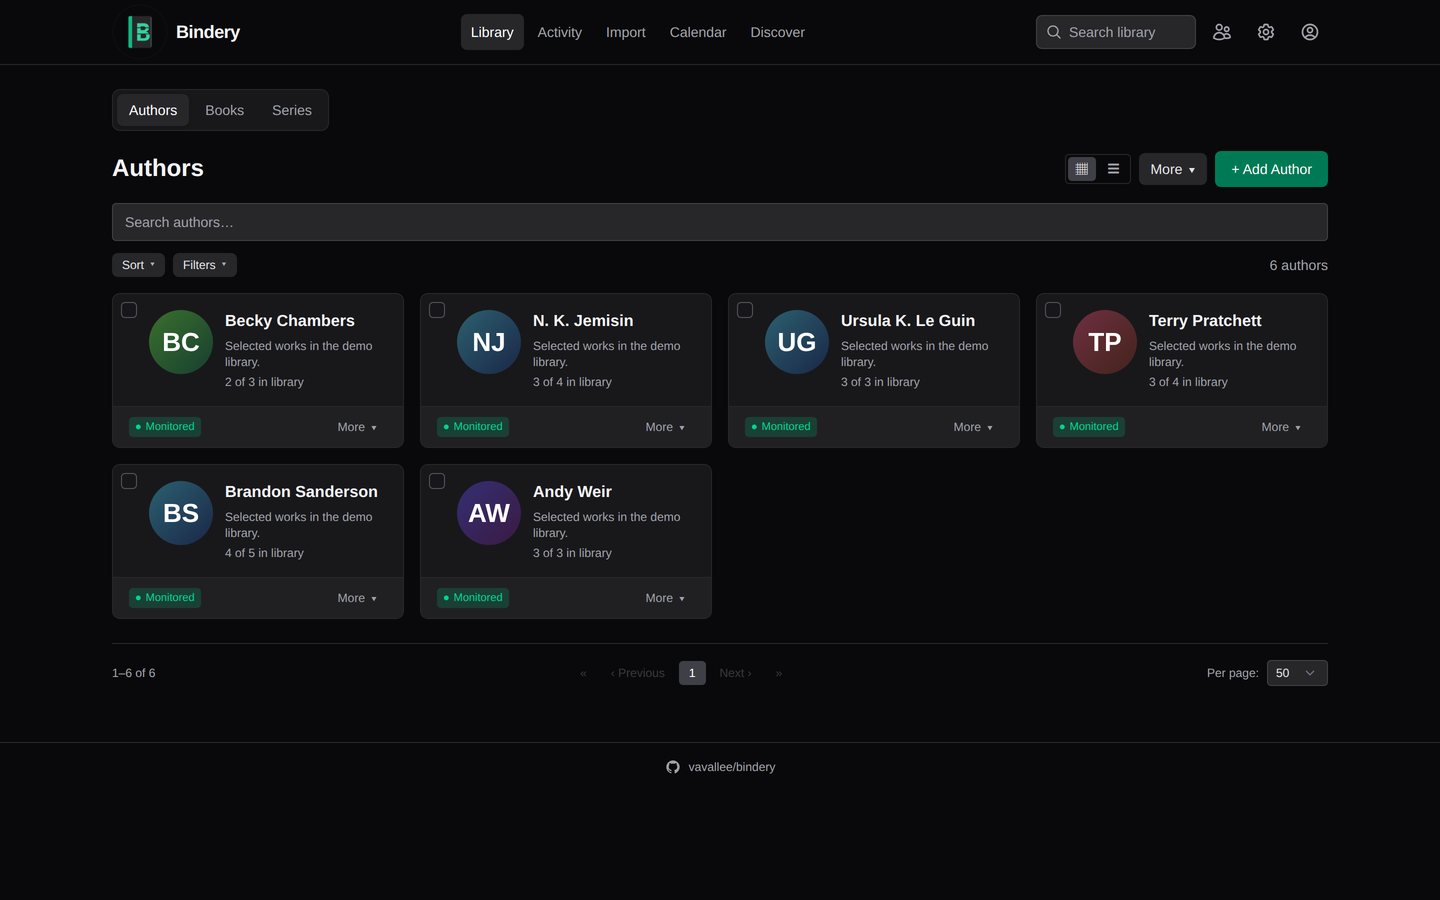 B
Bindery
Library
Activity
Import
Calendar
Discover
Search library
Authors
Books
Series
Authors
More ▾
+ Add Author
Search authors…
Sort ▾
Filters ▾
6 authors
BC
Becky Chambers
Selected works in the demo
library.
2 of 3 in library
Monitored
More ▾
NJ
N. K. Jemisin
Selected works in the demo
library.
3 of 4 in library
Monitored
More ▾
UG
Ursula K. Le Guin
Selected works in the demo
library.
3 of 3 in library
Monitored
More ▾
TP
Terry Pratchett
Selected works in the demo
library.
3 of 4 in library
Monitored
More ▾
BS
Brandon Sanderson
Selected works in the demo
library.
4 of 5 in library
Monitored
More ▾
AW
Andy Weir
Selected works in the demo
library.
3 of 3 in library
Monitored
More ▾
1–6 of 6
«
‹ Previous
1
Next ›
»
Per page:
50
vavallee/bindery